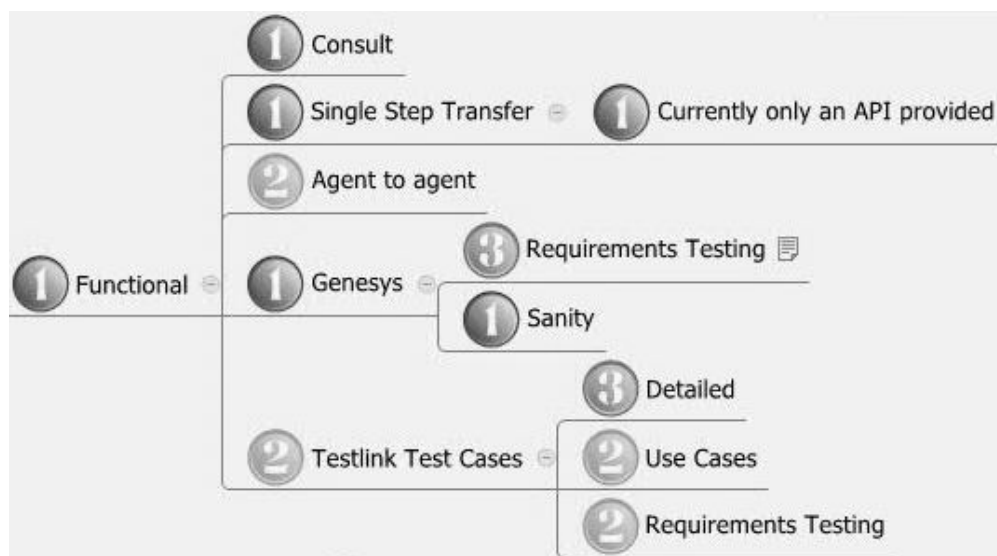 1 Consult
1 Single Step Transfer 1 Currently only an API provided
2 Agent to agent
3 Requirements Testing
1 Functional 1 Genesys
1 Sanity
3 Detailed
2 Testlink Test Cases 2 Use Cases
2 Requirements Testing